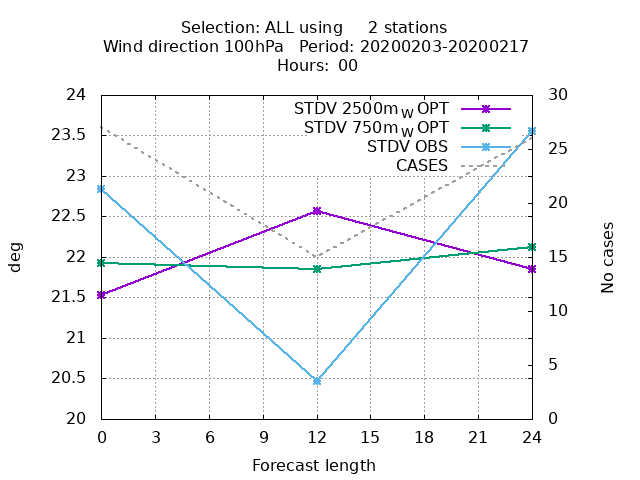 Selection: ALL using 2 stations
Wind direction 100hPa Period: 20200203-20200217
Hours: 00
STDV 2500m_W OPT
STDV 750m_W OPT
STDV OBS
CASES
24
23.5
23
22.5
22
21.5
21
20.5
20
deg
30
25
20
15
10
5
0
No cases
0 3 6 9 12 15 18 21 24
Forecast length